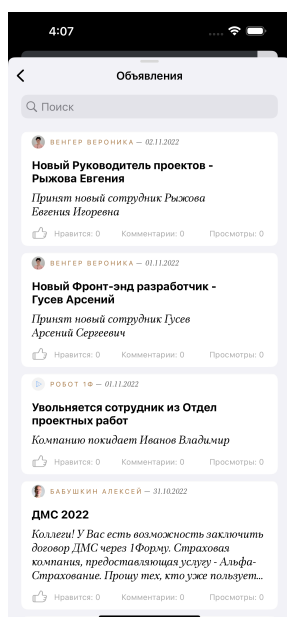 4:07
Объявления
Поиск
ВЕНГЕР ВЕРОНИКА — 02.11.2022
Новый Руководитель проектов -
Рыжова Евгения
Принят новый сотрудник Рыжова
Евгения Игоревна
Нравится: 0 Комментарии: 0 Просмотры: 0
ВЕНГЕР ВЕРОНИКА — 01.11.2022
Новый Фронт-энд разработчик -
Гусев Арсений
Принят новый сотрудник Гусев
Арсений Сергеевич
Нравится: 0 Комментарии: 0 Просмотры: 0
РОБОТ 1Ф — 01.11.2022
Увольняется сотрудник из Отдел
проектных работ
Компанию покидает Иванов Владимир
Нравится: 0 Комментарии: 0 Просмотры: 0
БАБУШКИН АЛЕКСЕЙ — 31.10.2022
ДМС 2022
Коллеги! У Вас есть возможность заключить
договор ДМС через 1Форму. Страховая
компания, предоставляющая услугу - Альфа-
Страхование. Прошу тех, кто уже пользует...
Нравится: 0 Комментарии: 0 Просмотры: 0